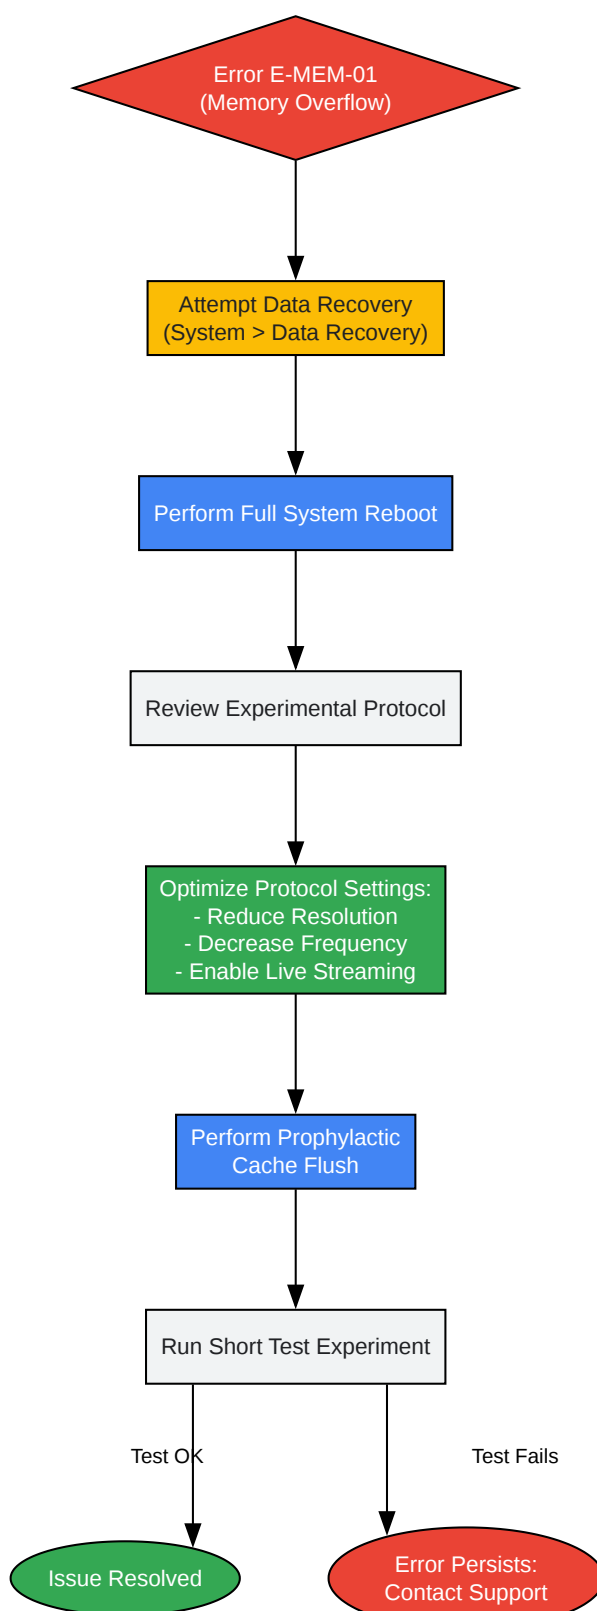 Error E-MEM-01
(Memory Overflow)
Attempt Data Recovery
(System > Data Recovery)
Perform Full System Reboot
Review Experimental Protocol
Optimize Protocol Settings:
- Reduce Resolution
- Decrease Frequency
- Enable Live Streaming
Perform Prophylactic
Cache Flush
Run Short Test Experiment
Test OK
Test Fails
Issue Resolved
Error Persists:
Contact Support